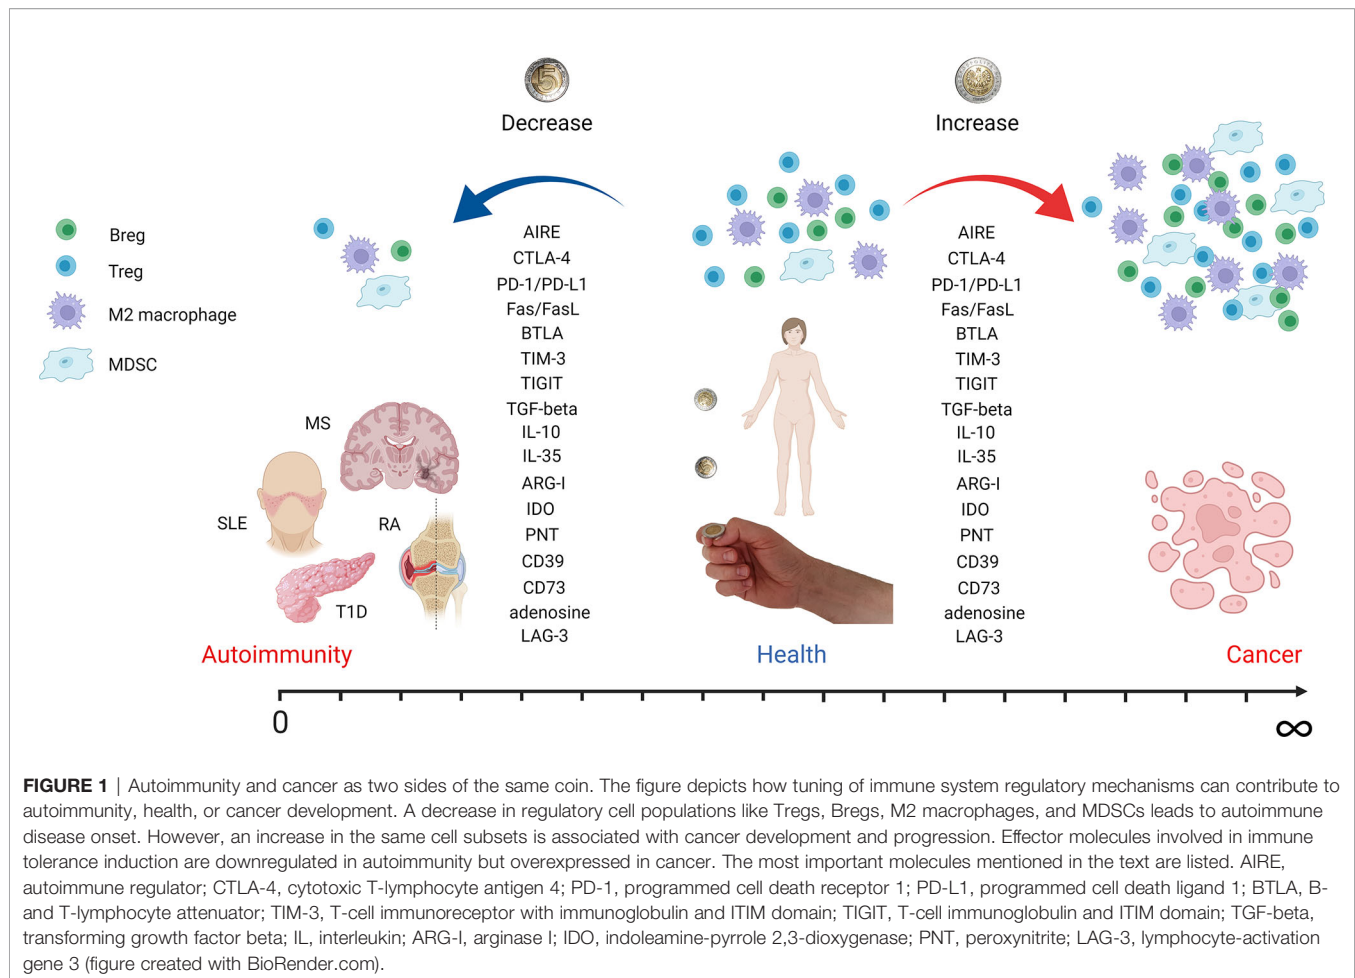 Decrease
Increase
Breg
Treg
M2 macrophage
MDSC
AIRE
CTLA-4
PD-1/PD-L1
Fas/FasL
BTLA
TIM-3
TIGIT
TGF-beta
IL-10
IL-35
ARG-I
IDO
PNT
CD39
CD73
adenosine
LAG-3
AIRE
CTLA-4
PD-1/PD-L1
Fas/FasL
BTLA
TIM-3
TIGIT
TGF-beta
IL-10
IL-35
ARG-I
IDO
PNT
CD39
CD73
adenosine
LAG-3
MS
SLE
RA
T1D
Autoimmunity
Health
Cancer
0
∞
FIGURE 1 | Autoimmunity and cancer as two sides of the same coin. The figure depicts how tuning of immune system regulatory mechanisms can contribute to
autoimmunity, health, or cancer development. A decrease in regulatory cell populations like Tregs, Bregs, M2 macrophages, and MDSCs leads to autoimmune
disease onset. However, an increase in the same cell subsets is associated with cancer development and progression. Effector molecules involved in immune
tolerance induction are downregulated in autoimmunity but overexpressed in cancer. The most important molecules mentioned in the text are listed. AIRE,
autoimmune regulator; CTLA-4, cytotoxic T-lymphocyte antigen 4; PD-1, programmed cell death receptor 1; PD-L1, programmed cell death ligand 1; BTLA, B-
and T-lymphocyte attenuator; TIM-3, T-cell immunoreceptor with immunoglobulin and ITIM domain; TIGIT, T-cell immunoglobulin and ITIM domain; TGF-beta,
transforming growth factor beta; IL, interleukin; ARG-I, arginase I; IDO, indoleamine-pyrrole 2,3-dioxygenase; PNT, peroxynitrite; LAG-3, lymphocyte-activation
gene 3 (figure created with BioRender.com).